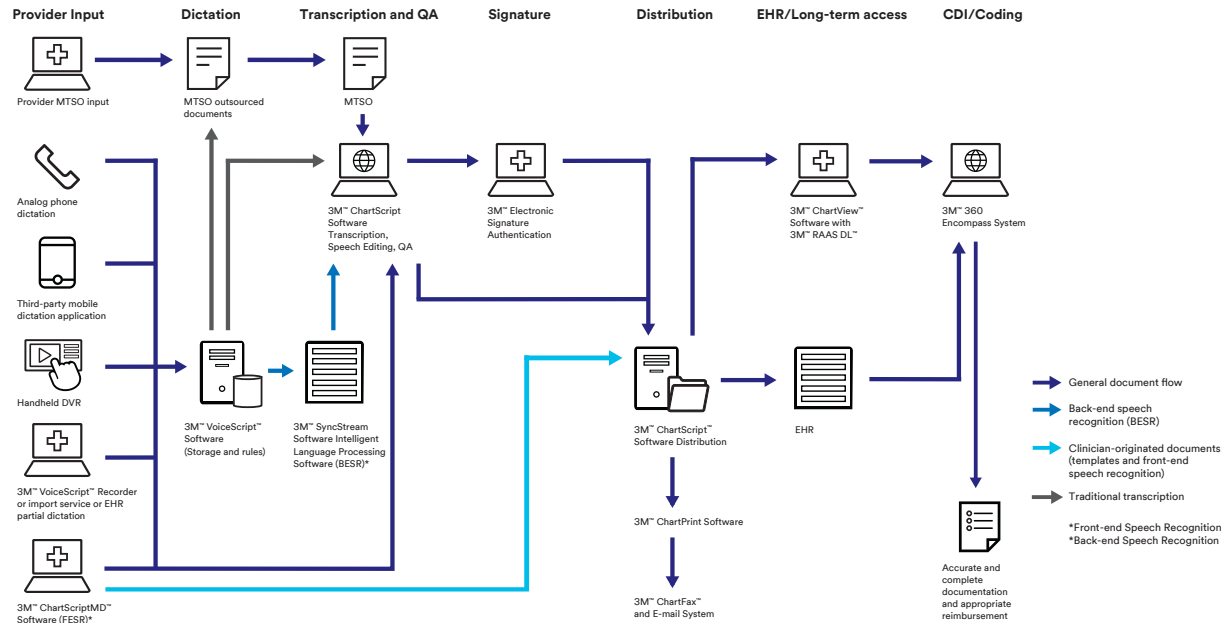 Provider Input
Dictation
Transcription and QA
Signature
Distribution
EHR/Long-term access
CDI/Coding
Provider MTSO input
MTSO outsourced
documents
MTSO
Analog phone
dictation
3M™ ChartScript
Software
Transcription,
Speech Editing, QA
3M™ Electronic
Signature
Authentication
3M™ ChartView™
Software with
3M™ RAAS DL™
3M™ 360
Encompass System
Third-party mobile
dictation application
Handheld DVR
3M™ VoiceScript™
Software
(Storage and rules)
3M™ SyncStream
Software Intelligent
Language Processing
Software (BESR)*
3M™ ChartScript™
Software Distribution
EHR
3M™ VoiceScript™ Recorder
or import service or EHR
partial dictation
3M™ ChartPrint Software
3M™ ChartScriptMD™
Software (FESR)*
3M™ ChartFax™
and E-mail System
Accurate and
complete
documentation
and appropriate
reimbursement
General document flow
Back-end speech
recognition (BESR)
Clinician-originated documents
(templates and front-end
speech recognition)
Traditional transcription
*Front-end Speech Recognition
*Back-end Speech Recognition